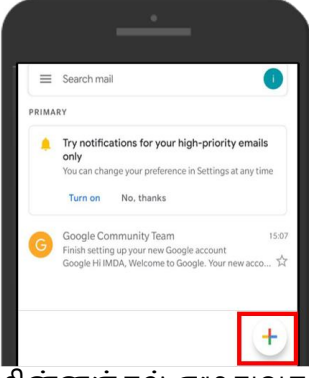 Search mail
i
PRIMARY
Try notifications for your high-priority emails
only
You can change your preference in Settings at any time
Turn on No, thanks
G
Google Community Team 15:07
Finish setting up your new Google account
Google Hi IMDA, Welcome to Google. Your new acco...